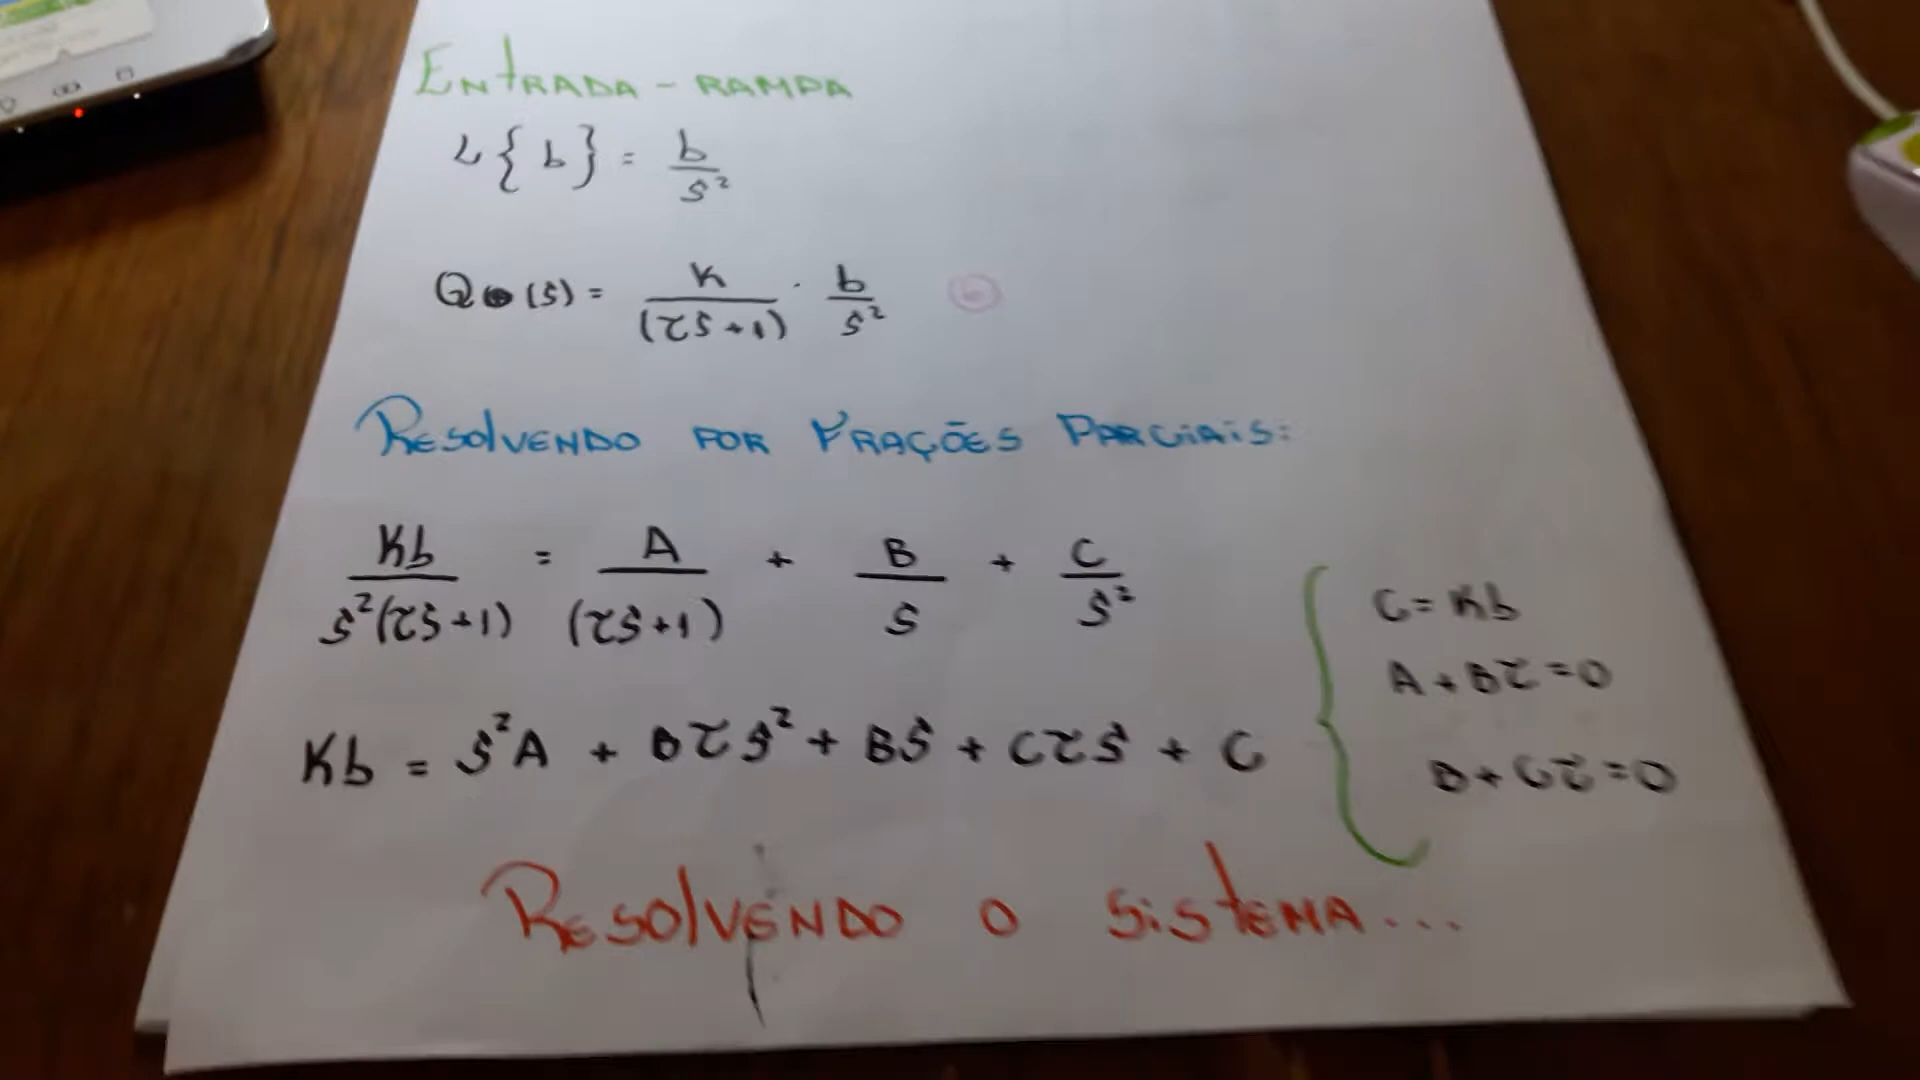 ENTRADA - RAMPA
L{b} = b/s²
Q₀(s) = K/(τs+1) · b/s²
RESOLVENDO POR FRAÇÕES PARCIAIS:
Kb/s²(τs+1) = A/(τs+1) + B/s + C/s²
C = Kb
A + Bτ = 0
Kb = s²A + Bτs² + Bs + Cτs + C
B + Cτ = 0
RESOLVENDO O SISTEMA...